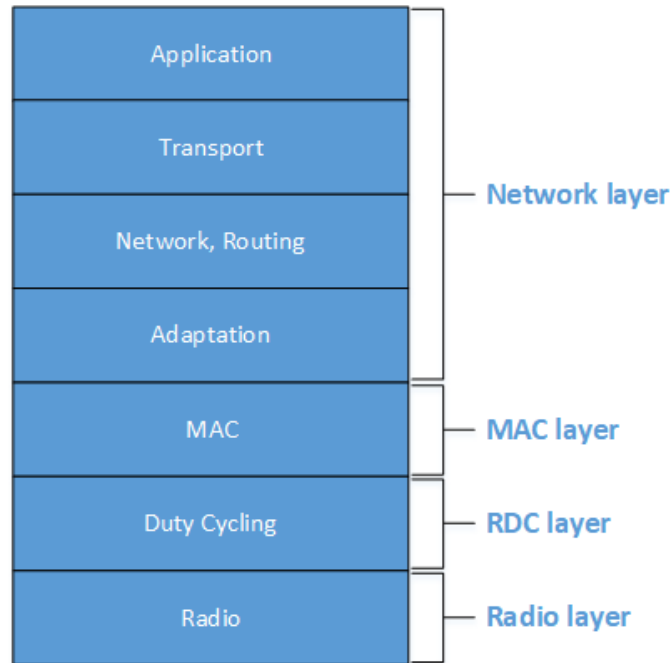 Application
Transport
Network, Routing
Adaptation
MAC
Duty Cycling
Radio
Network layer
MAC layer
RDC layer
Radio layer